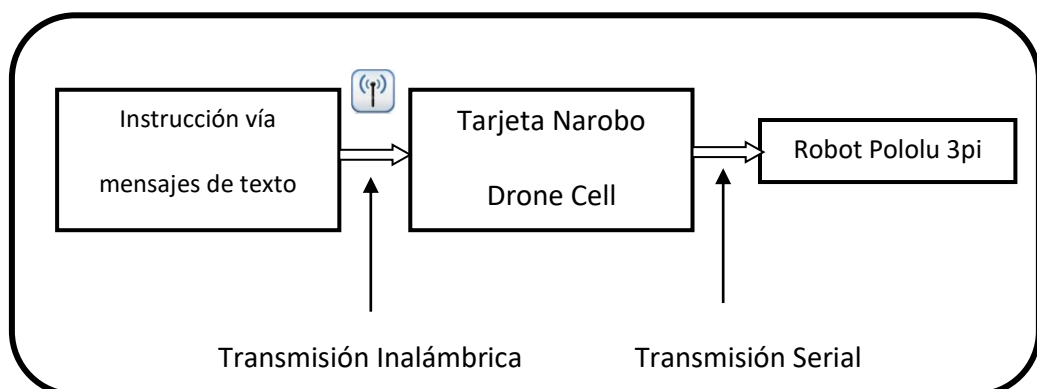 Instrucción vía
mensajes de texto
Tarjeta Narobo
Drone Cell
Robot Pololu 3pi
Transmisión Inalámbrica
Transmisión Serial